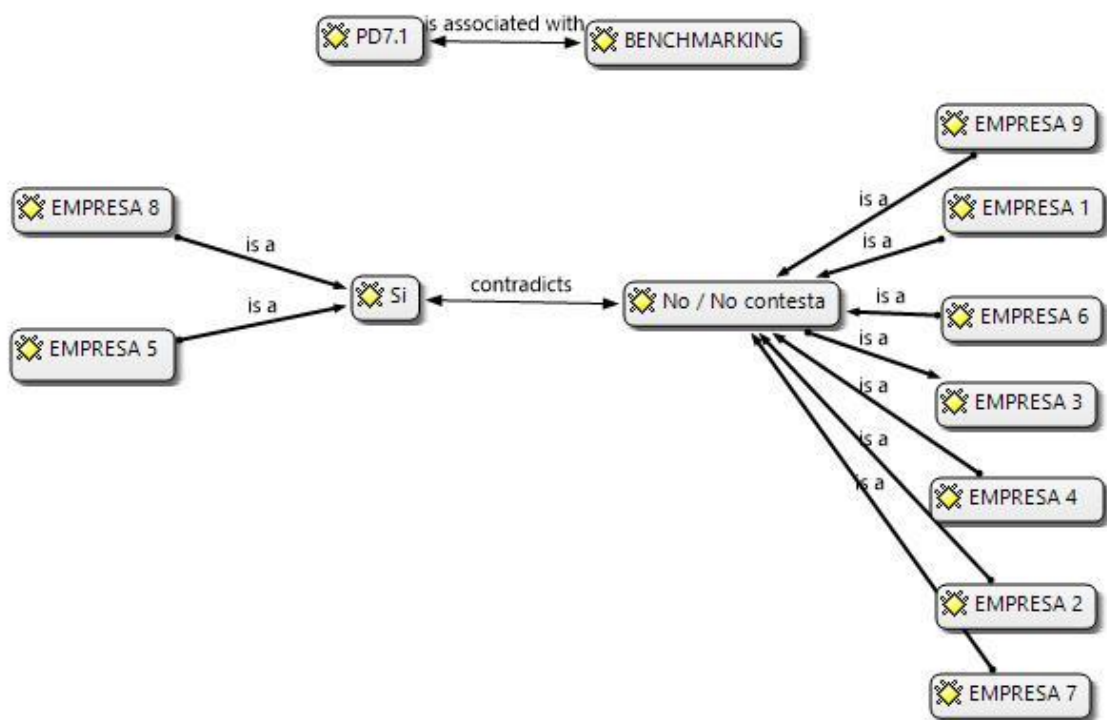 is associated with
PD7.1
BENCHMARKING
EMPRESA 9
EMPRESA 8
is a
EMPRESA 1
is a
is a
Si
contradicts
No / No contesta
is a
EMPRESA 6
is a
EMPRESA 5
is a
EMPRESA 3
is a
is a
is a
EMPRESA 4
EMPRESA 2
EMPRESA 7